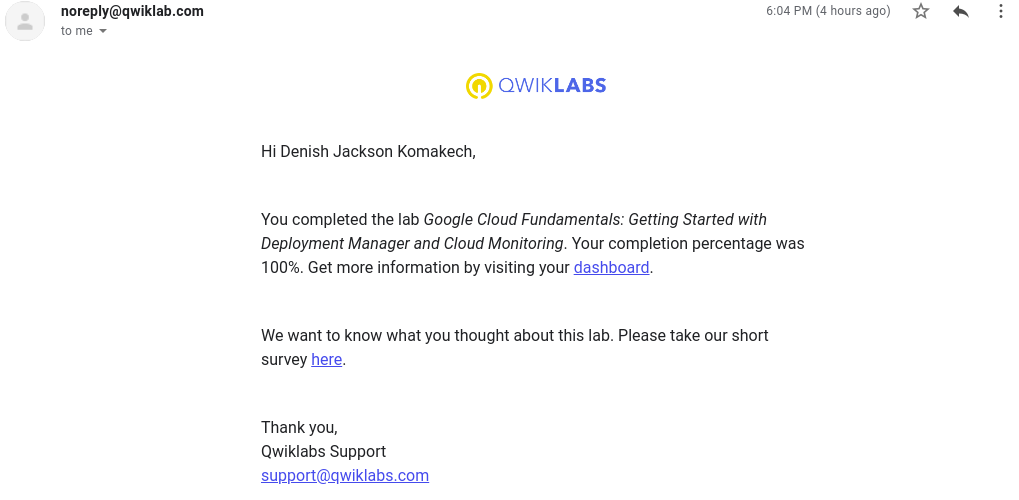 noreply@qwiklab.com
6:04 PM (4 hours ago)
to me
QWIKLABS
Hi Denish Jackson Komakech,
You completed the lab Google Cloud Fundamentals: Getting Started with
Deployment Manager and Cloud Monitoring. Your completion percentage was
100%. Get more information by visiting your dashboard.
We want to know what you thought about this lab. Please take our short
survey here.
Thank you,
Qwiklabs Support
support@qwiklabs.com